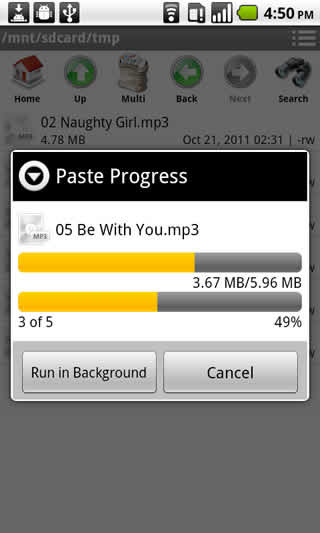 4:50 PM
/mnt/sdcard/tmp
Home Up Multi Back Next Search
02 Naughty Girl.mp3
4.78 MB Oct 21, 2011 02:31 | -rw
Paste Progress
MP3
05 Be With You.mp3
3.67 MB/5.96 MB
3 of 5 49%
Run in Background Cancel